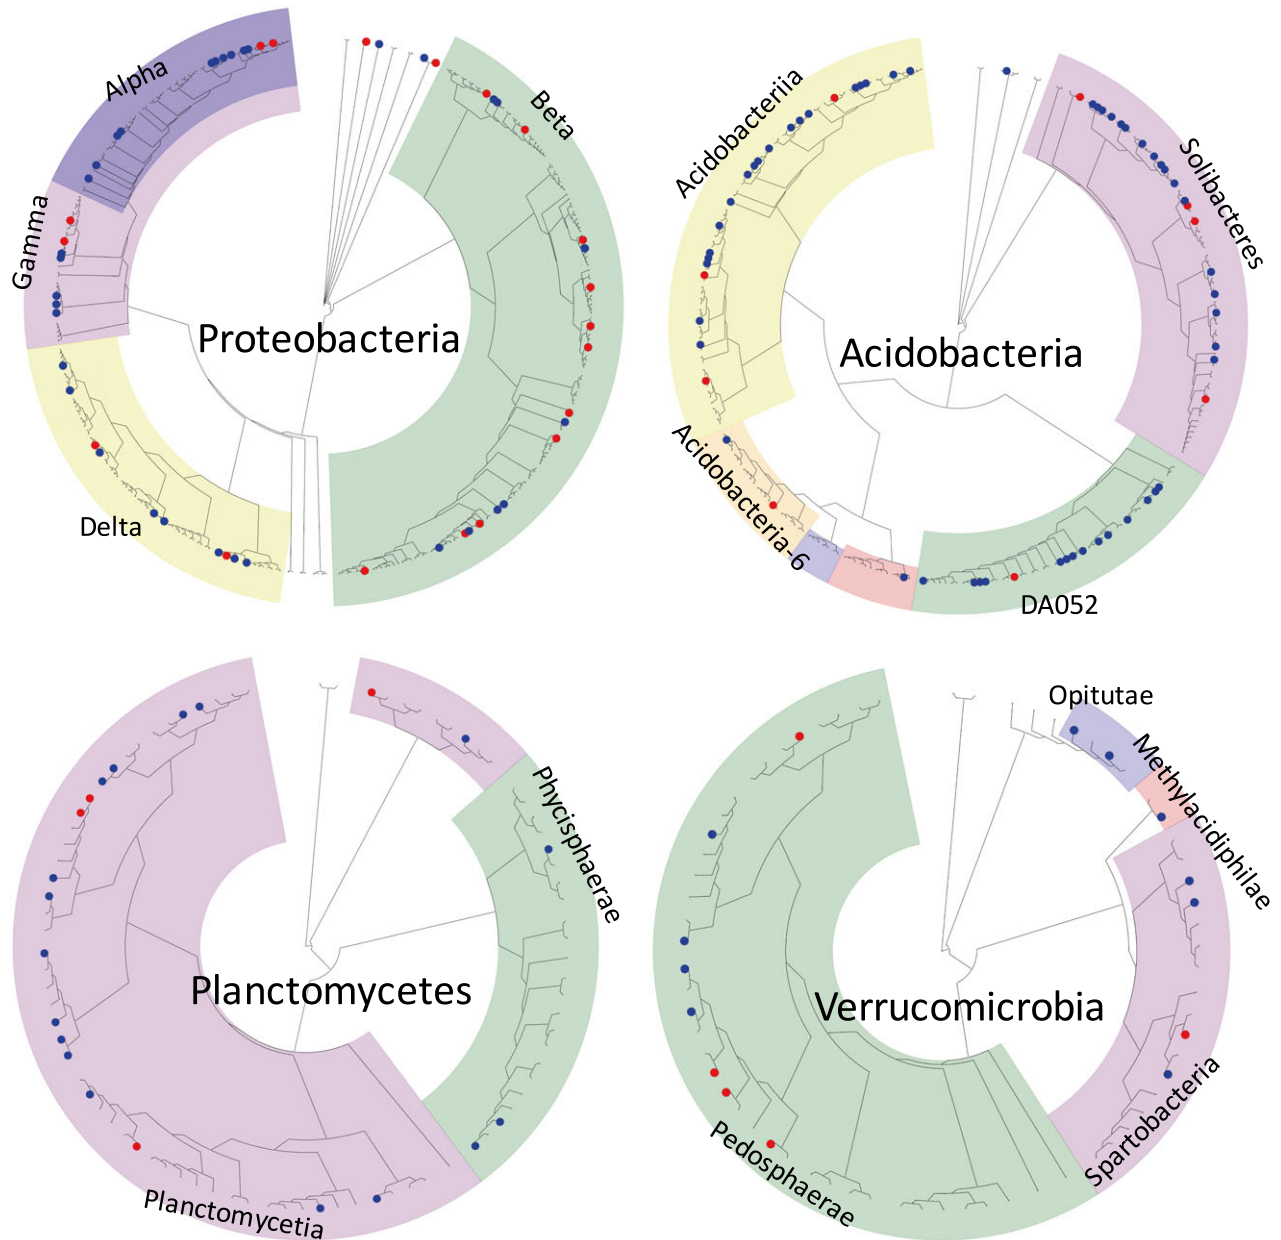 Alpha
Beta
Gamma
Proteobacteria
Delta
Acidobacteriia
Solibacteres
Acidobacteria
Acidobacteria-6
DA052
Phycisphaerae
Planctomycetes
Planctomycetia
Opitutae
Methylacidiphilae
Verrucomicrobia
Spartobacteria
Pedosphaerae